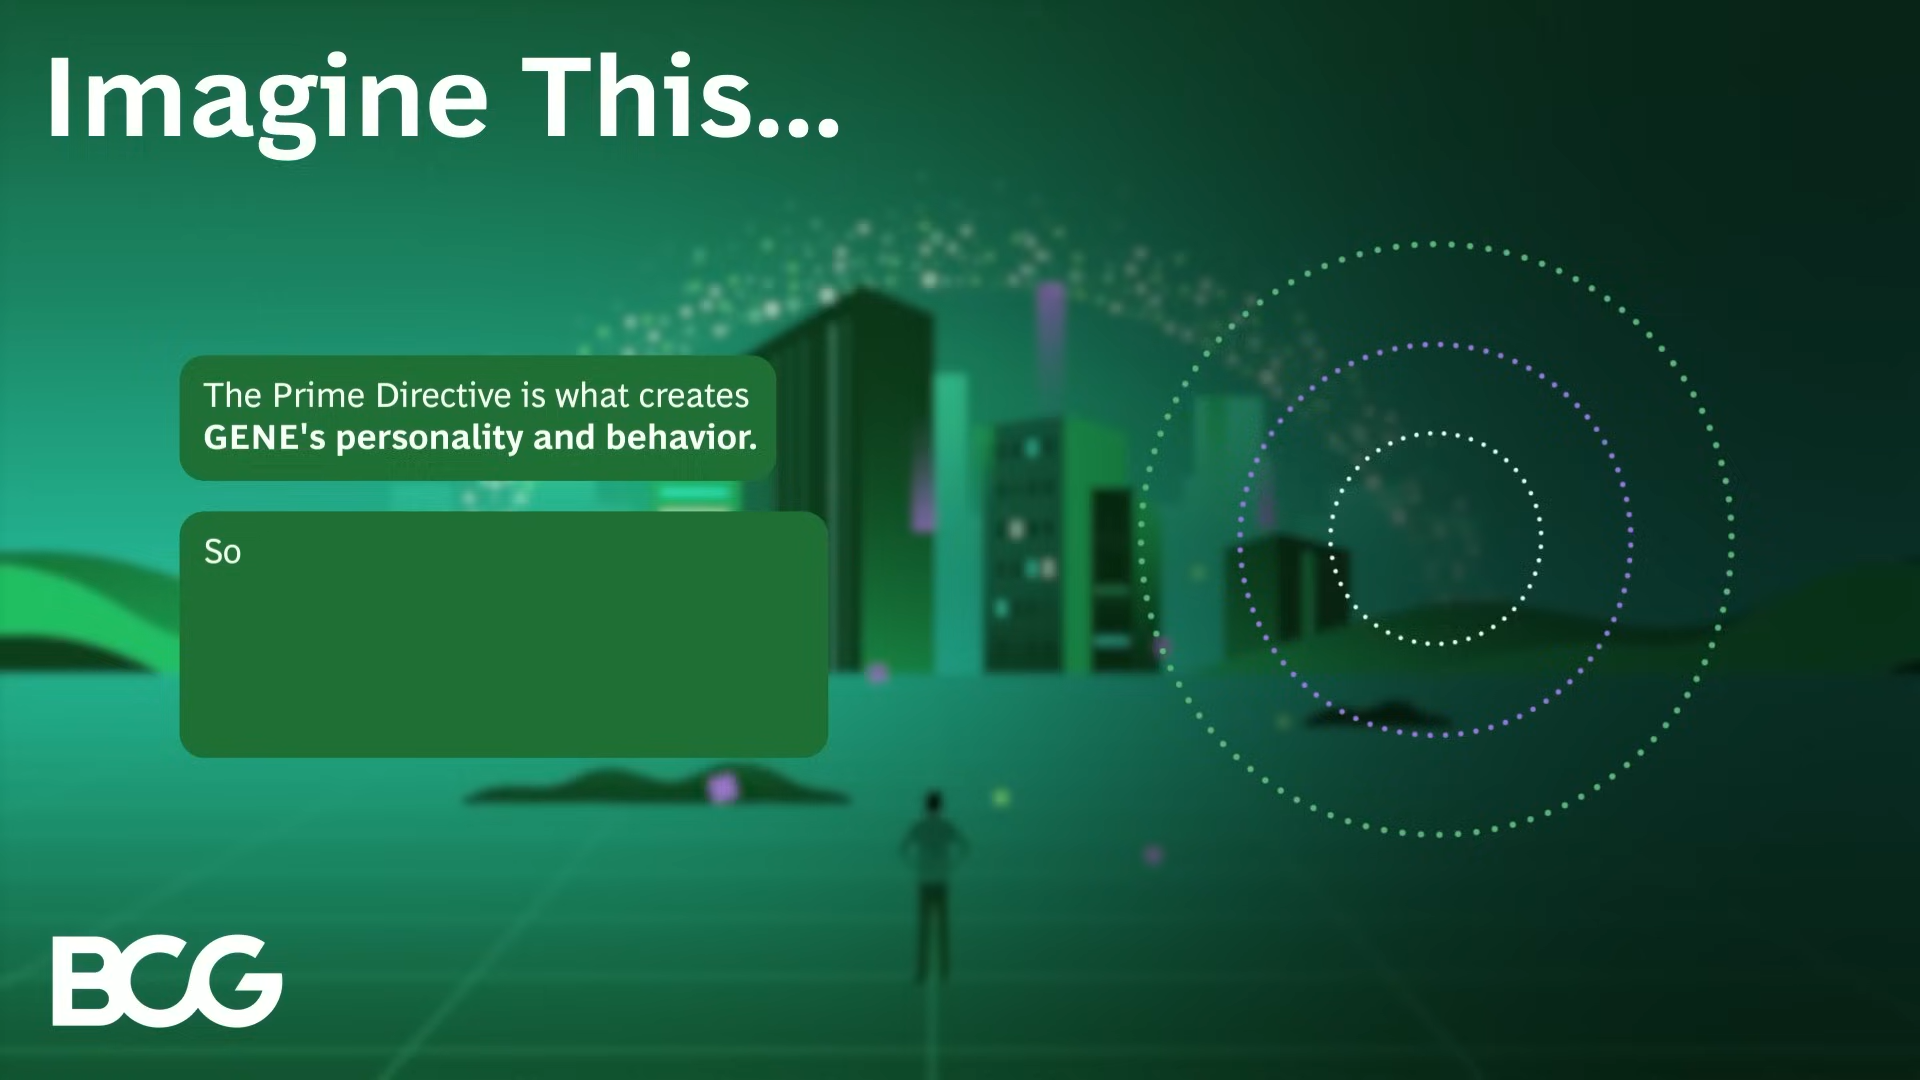 Imagine This...
The Prime Directive is what creates
GENE's personality and behavior.
So
BCG